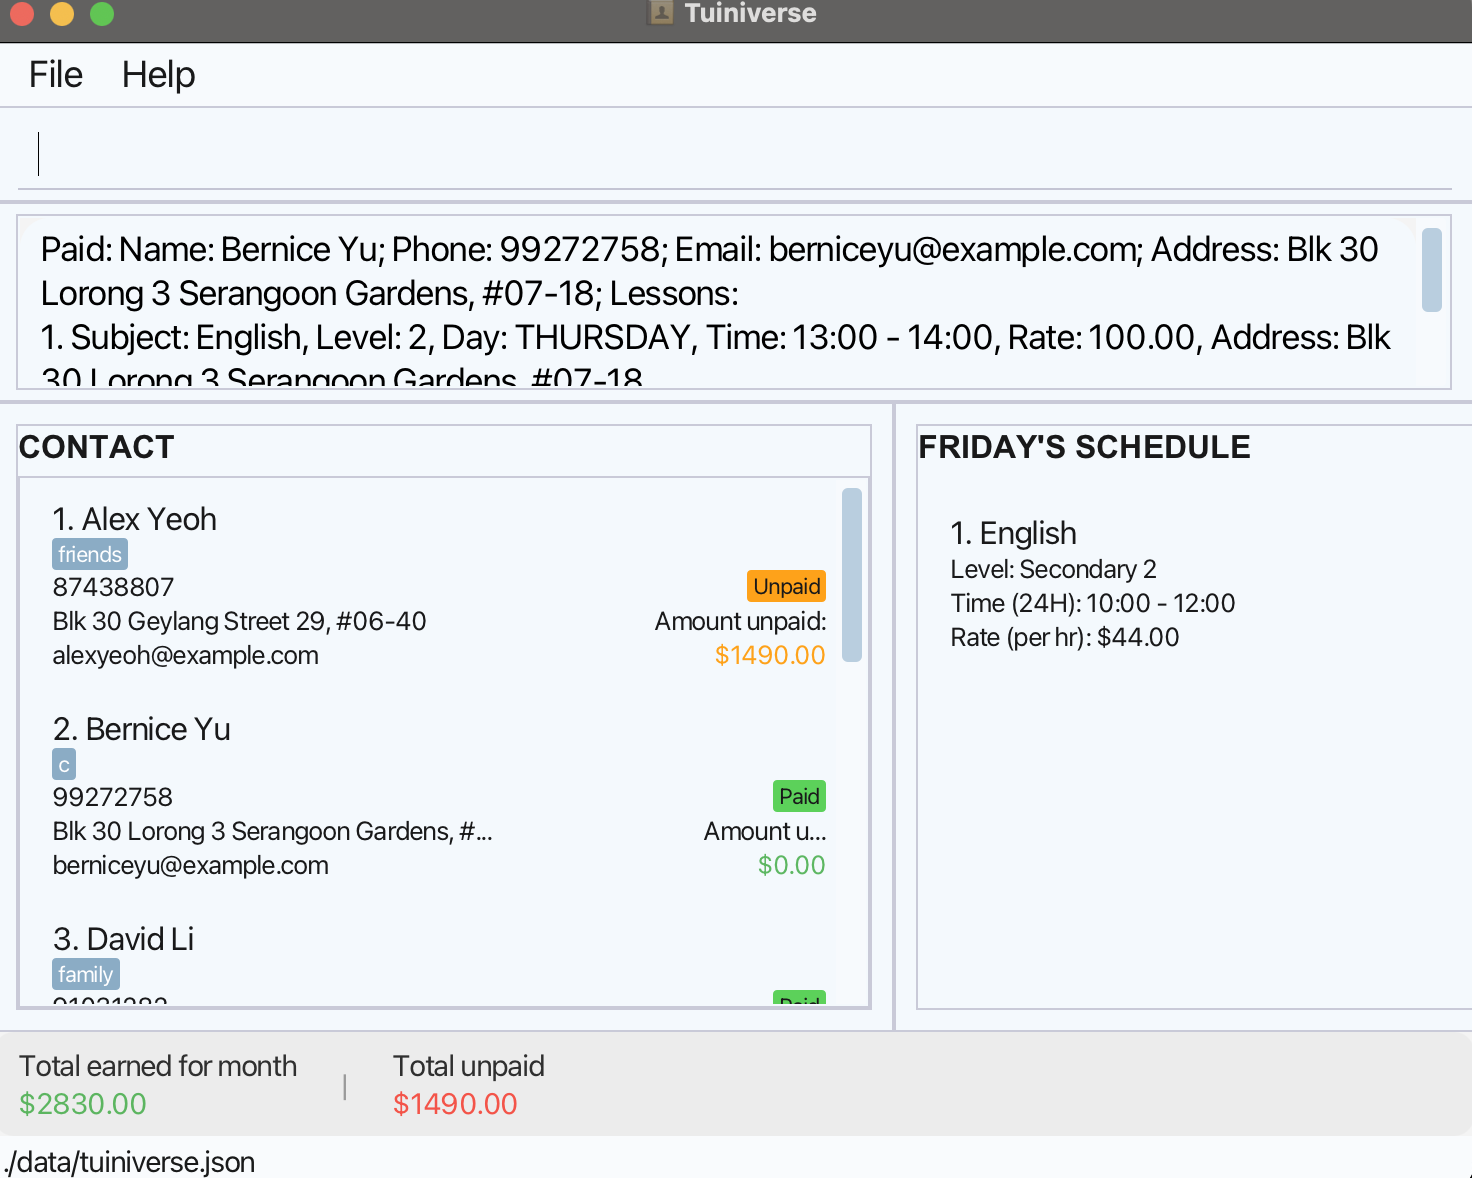 Tuiniverse
File Help
Paid: Name: Bernice Yu; Phone: 99272758; Email: berniceyu@example.com; Address: Blk 30
Lorong 3 Serangoon Gardens, #07-18; Lessons:
1. Subject: English, Level: 2, Day: THURSDAY, Time: 13:00 - 14:00, Rate: 100.00, Address: Blk
30 Lorong 3 Serangoon Gardens, #07-18
CONTACT
1. Alex Yeoh
friends
87438807
Unpaid
Blk 30 Geylang Street 29, #06-40
Amount unpaid:
alexyeoh@example.com
$1490.00
2. Bernice Yu
c
99272758
Paid
Blk 30 Lorong 3 Serangoon Gardens, #...
Amount u...
berniceyu@example.com
$0.00
3. David Li
family
91031282
Paid
FRIDAY'S SCHEDULE
1. English
Level: Secondary 2
Time (24H): 10:00 - 12:00
Rate (per hr): $44.00
Total earned for month
$2830.00
Total unpaid
$1490.00
./data/tuiniverse.json